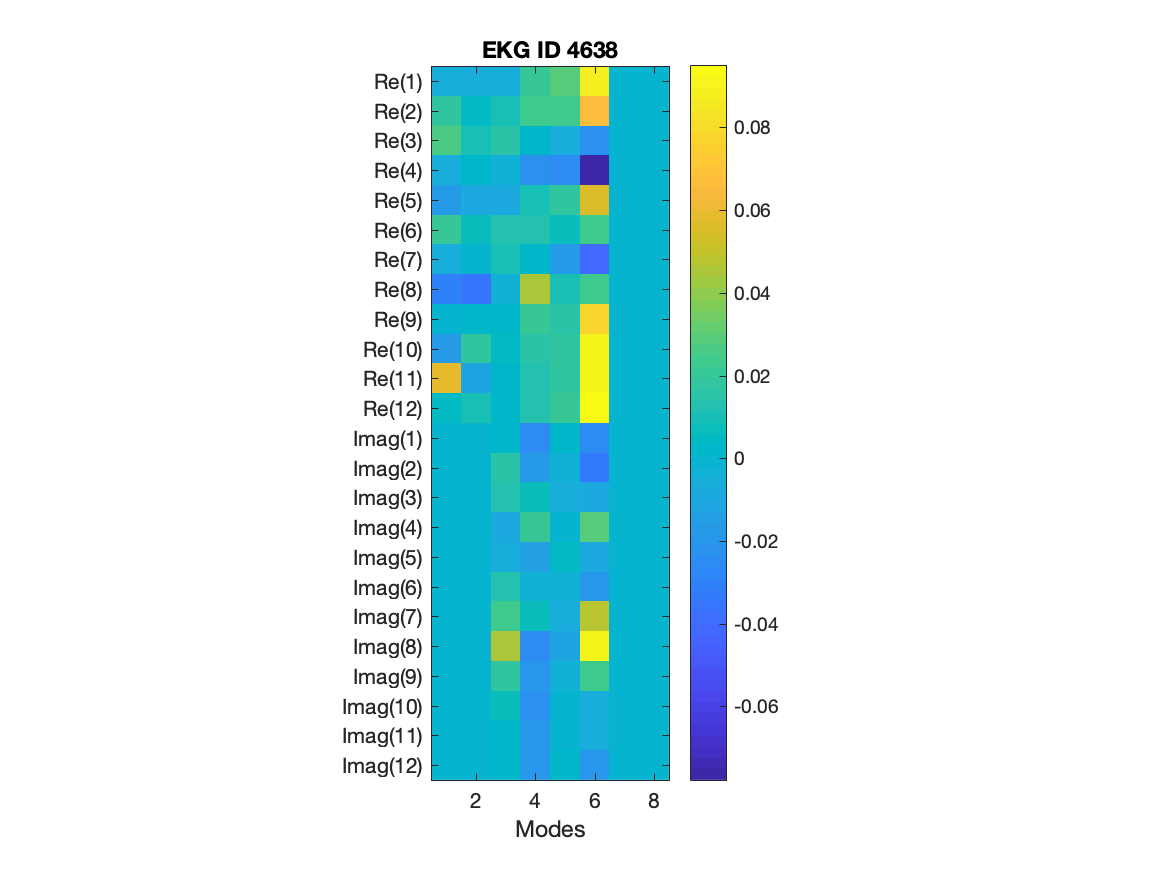 EKG ID 4638
Re(1)
Re(2)
Re(3)
Re(4)
Re(5)
Re(6)
Re(7)
Re(8)
Re(9)
Re(10)
Re(11)
Re(12)
Imag(1)
Imag(2)
Imag(3)
Imag(4)
Imag(5)
Imag(6)
Imag(7)
Imag(8)
Imag(9)
Imag(10)
Imag(11)
Imag(12)
2 4 6 8
Modes
0.08
0.06
0.04
0.02
0
-0.02
-0.04
-0.06